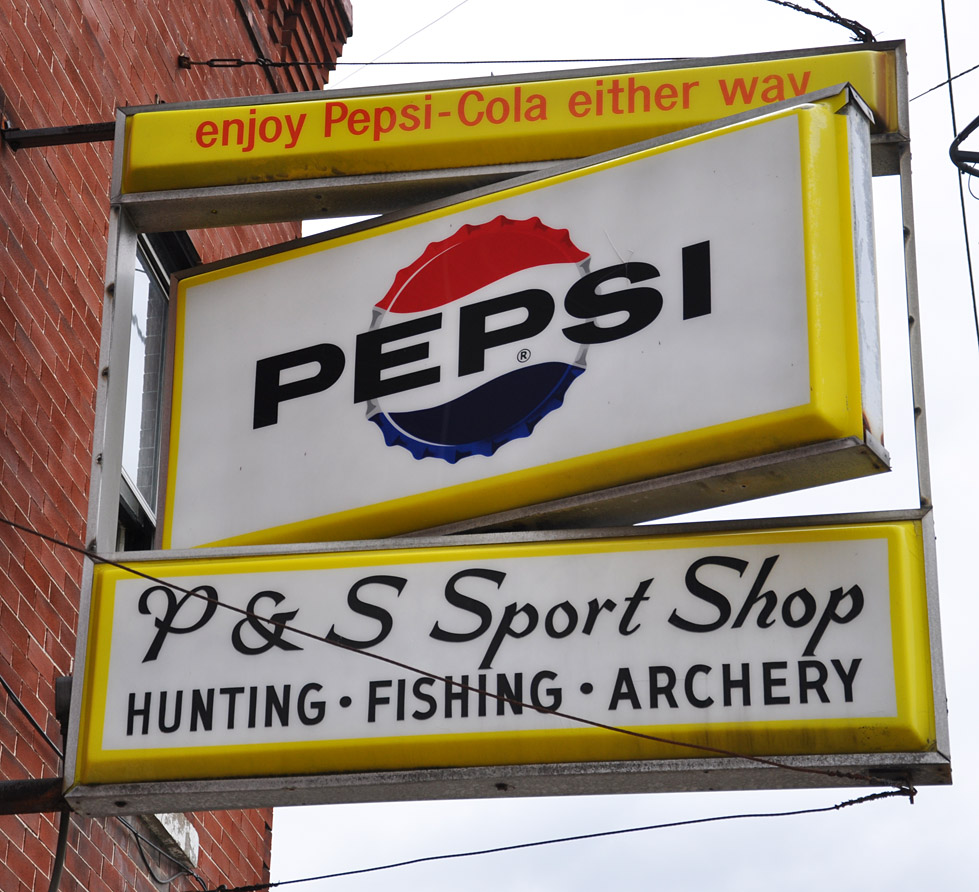 enjoy Pepsi-Cola either way
PEPSI
®
P & S Sport Shop
HUNTING • FISHING • ARCHERY